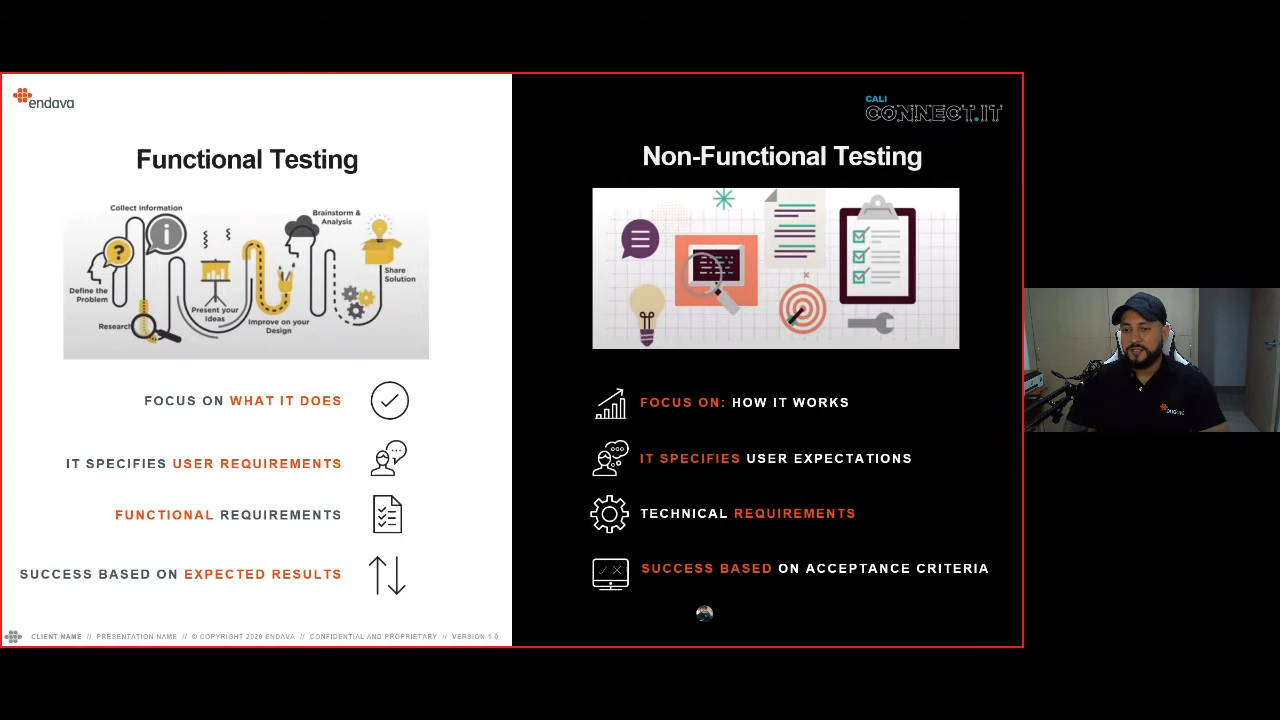 endava
CALI
CONNECT.IT
Functional Testing
Collect Information
Brainstorm &
Analysis
Define the
Problem
Research
Present your
Ideas
Improve on your
Design
Share
Solution
FOCUS ON WHAT IT DOES
IT SPECIFIES USER REQUIREMENTS
FUNCTIONAL REQUIREMENTS
SUCCESS BASED ON EXPECTED RESULTS
CLIENT NAME // PRESENTATION NAME // © COPYRIGHT 2020 ENDAVA // CONFIDENTIAL AND PROPRIETARY // VERSION 1.0
Non-Functional Testing
FOCUS ON: HOW IT WORKS
IT SPECIFIES USER EXPECTATIONS
TECHNICAL REQUIREMENTS
SUCCESS BASED ON ACCEPTANCE CRITERIA